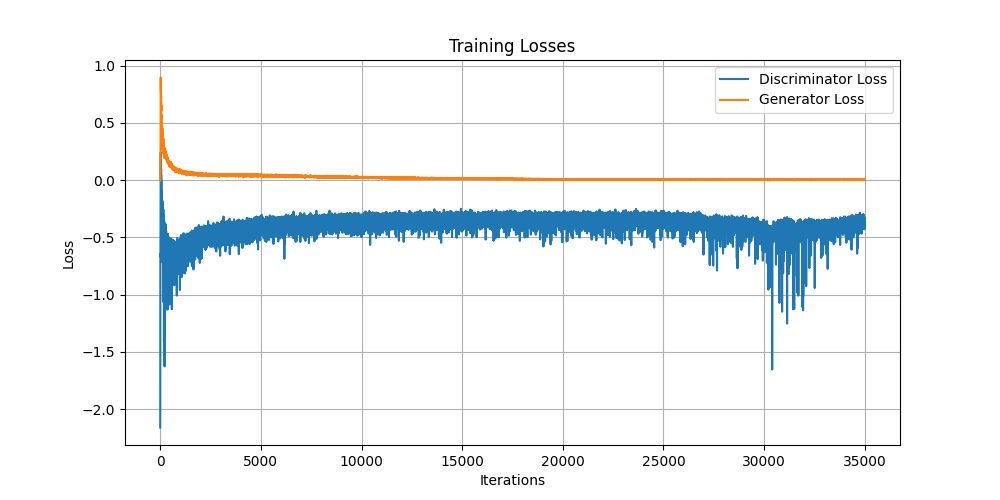 Training Losses
Discriminator Loss
Generator Loss
1.0
0.5
0.0
−0.5
−1.0
−1.5
−2.0
Loss
0 5000 10000 15000 20000 25000 30000 35000
Iterations